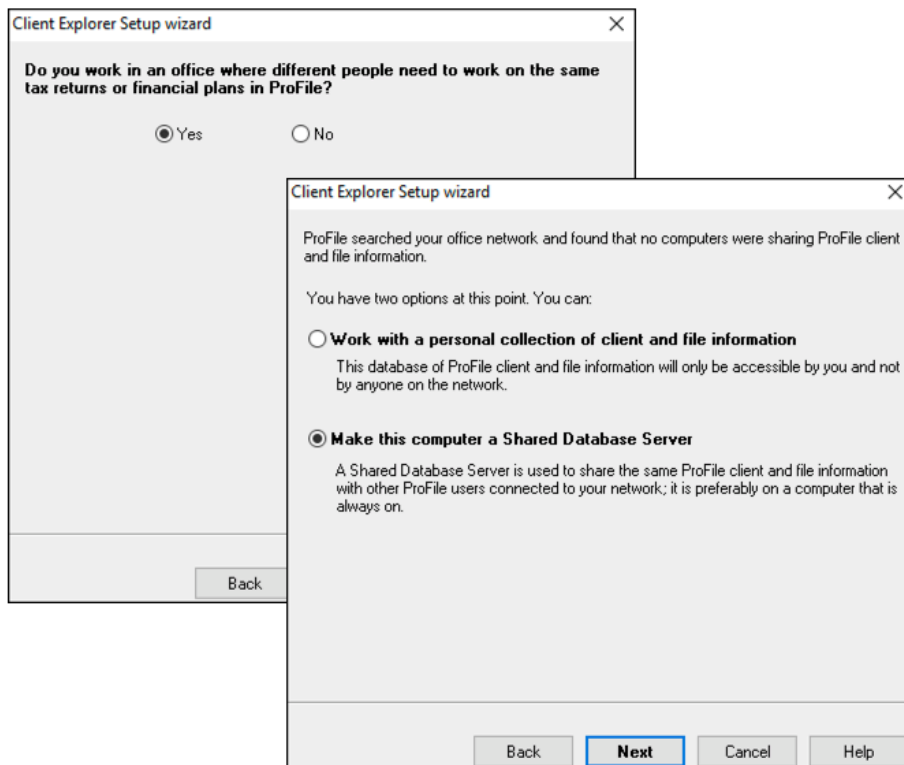 Client Explorer Setup wizard
Do you work in an office where different people need to work on the same
tax returns or financial plans in ProFile?
Yes No
Back
Client Explorer Setup wizard
ProFile searched your office network and found that no computers were sharing ProFile client
and file information.
You have two options at this point. You can:
Work with a personal collection of client and file information
This database of ProFile client and file information will only be accessible by you and not
by anyone on the network.
Make this computer a Shared Database Server
A Shared Database Server is used to share the same ProFile client and file information
with other ProFile users connected to your network; it is preferably on a computer that is
always on.
Back Next Cancel Help